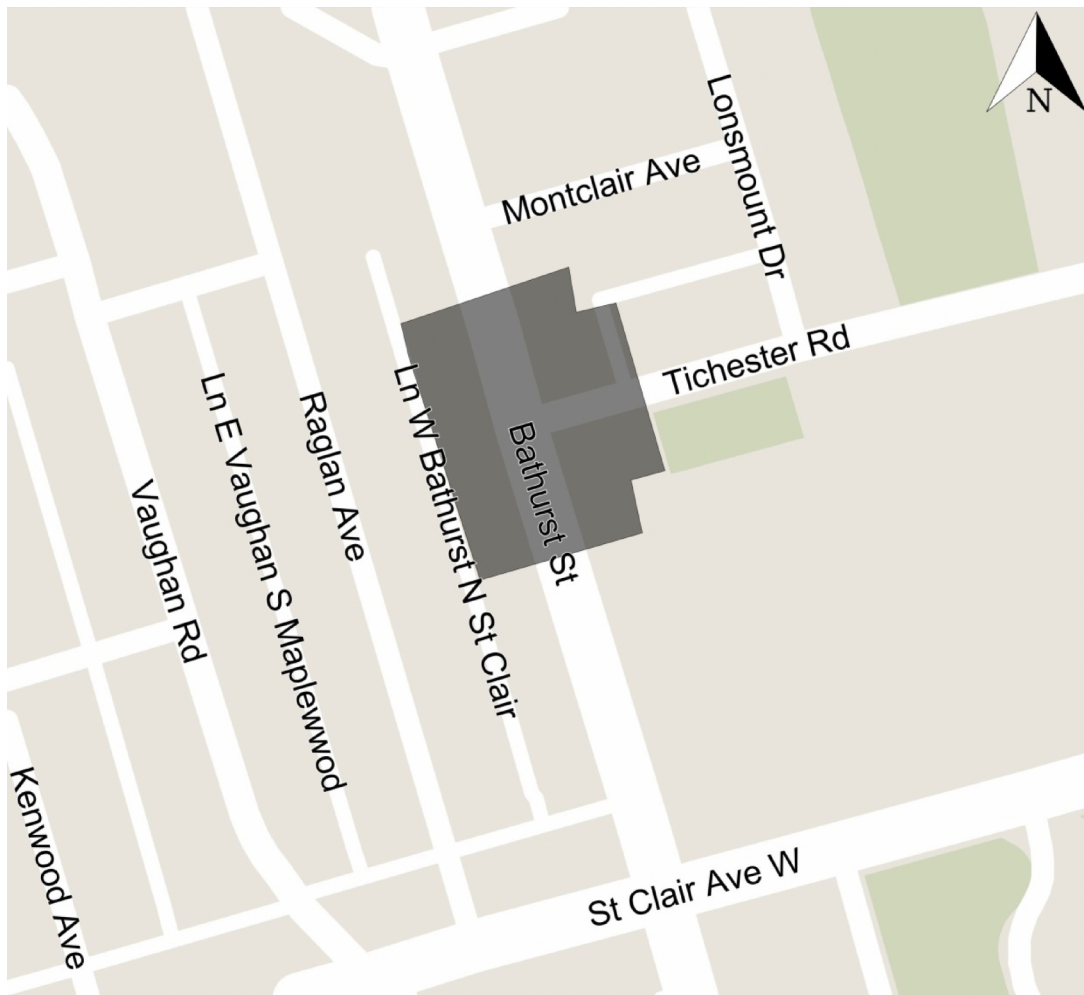 N
Lonsmount Dr
Montclair Ave
Tichester Rd
Ln W Bathurst N St Clair
Bathurst St
Raglan Ave
Ln E Vaughan S Maplewwod
Vaughan Rd
Kenwood Ave
St Clair Ave W